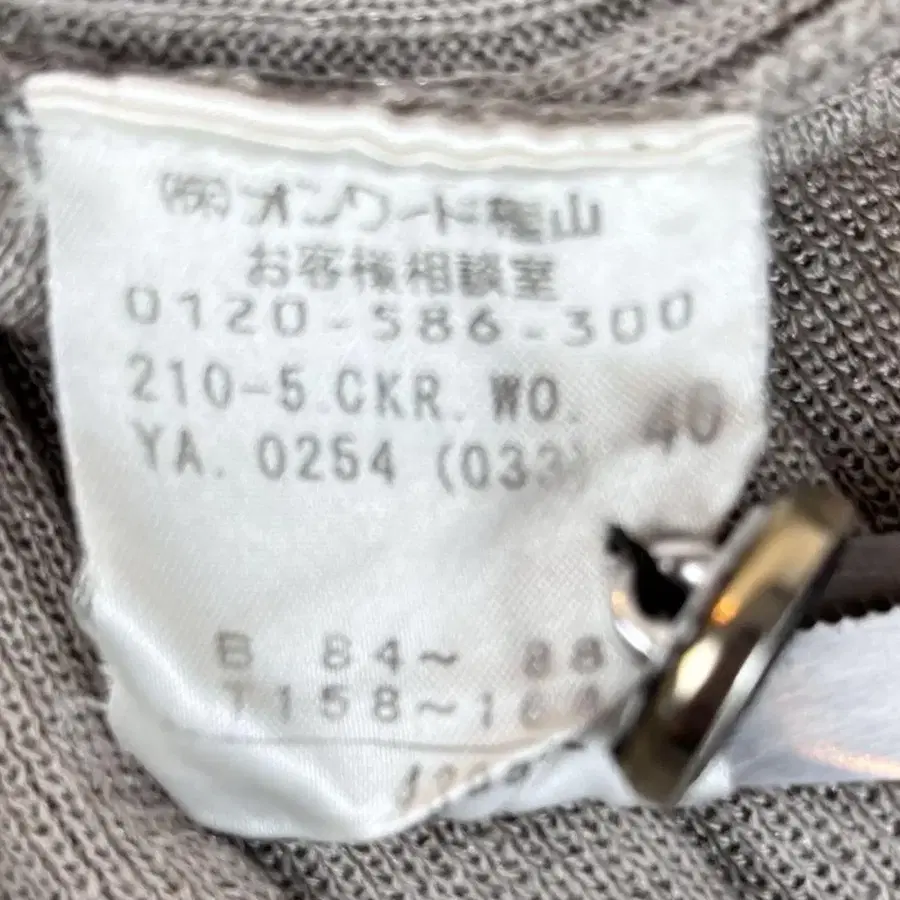 ㈱オンワード樫山
お客様相談室
0120-586-300
210-5.CKR.WO. 40
YA. 0254 (033)
B 84~ 88
T158~16